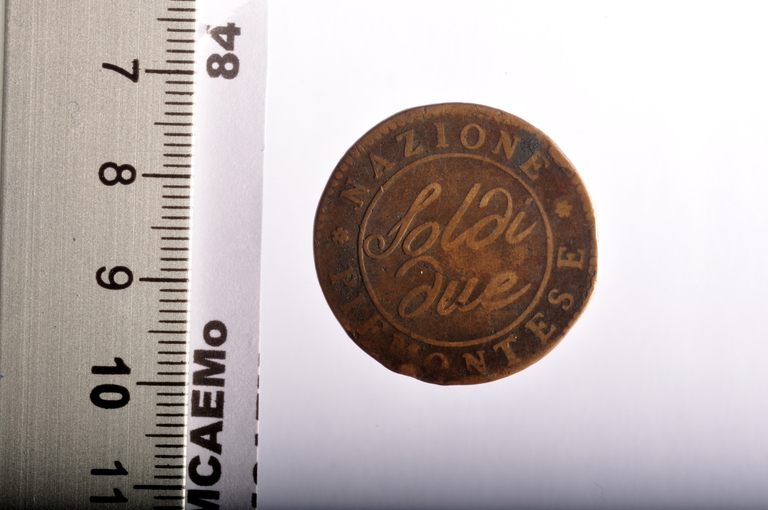 7
8
9
10
11
84
MCAEMo
NAZIONE
PIEMONTESE
Soldi
due